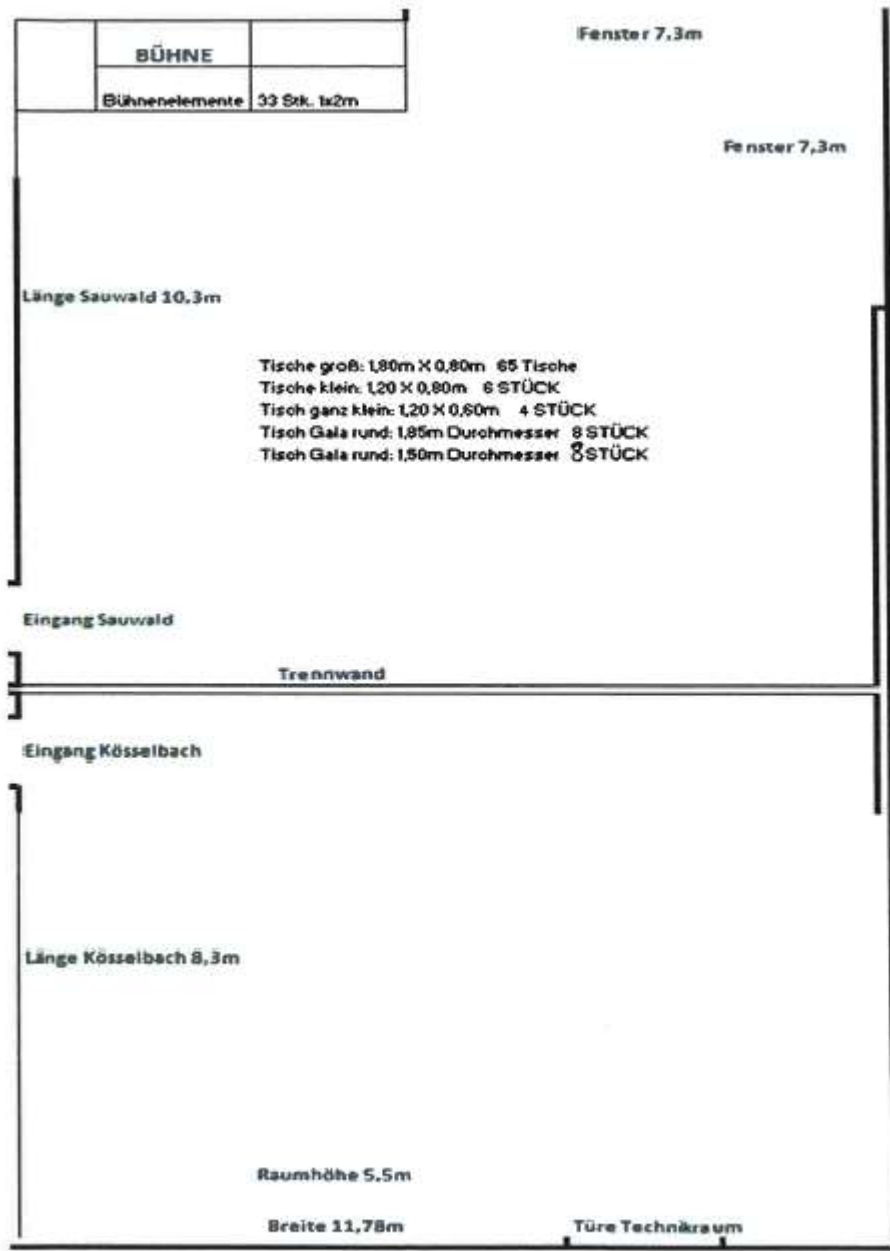 Fenster 7,3m
BÜHNE
Bühnenelemente 33 Stk. 1x2m
Fenster 7,3m
Länge Sauwald 10,3m
Tische groß: 1,80m X 0,80m 65 Tische
Tische klein: 1,20 X 0,80m 6 STÜCK
Tisch ganz klein: 1,20 X 0,60m 4 STÜCK
Tisch Gala rund: 1,85m Durchmesser 8 STÜCK
Tisch Gala rund: 1,50m Durchmesser 8 STÜCK
Eingang Sauwald
Trennwand
Eingang Kösselbach
Länge Kösselbach 8,3m
Raumhöhe 5,5m
Breite 11,78m
Türe Technikraum